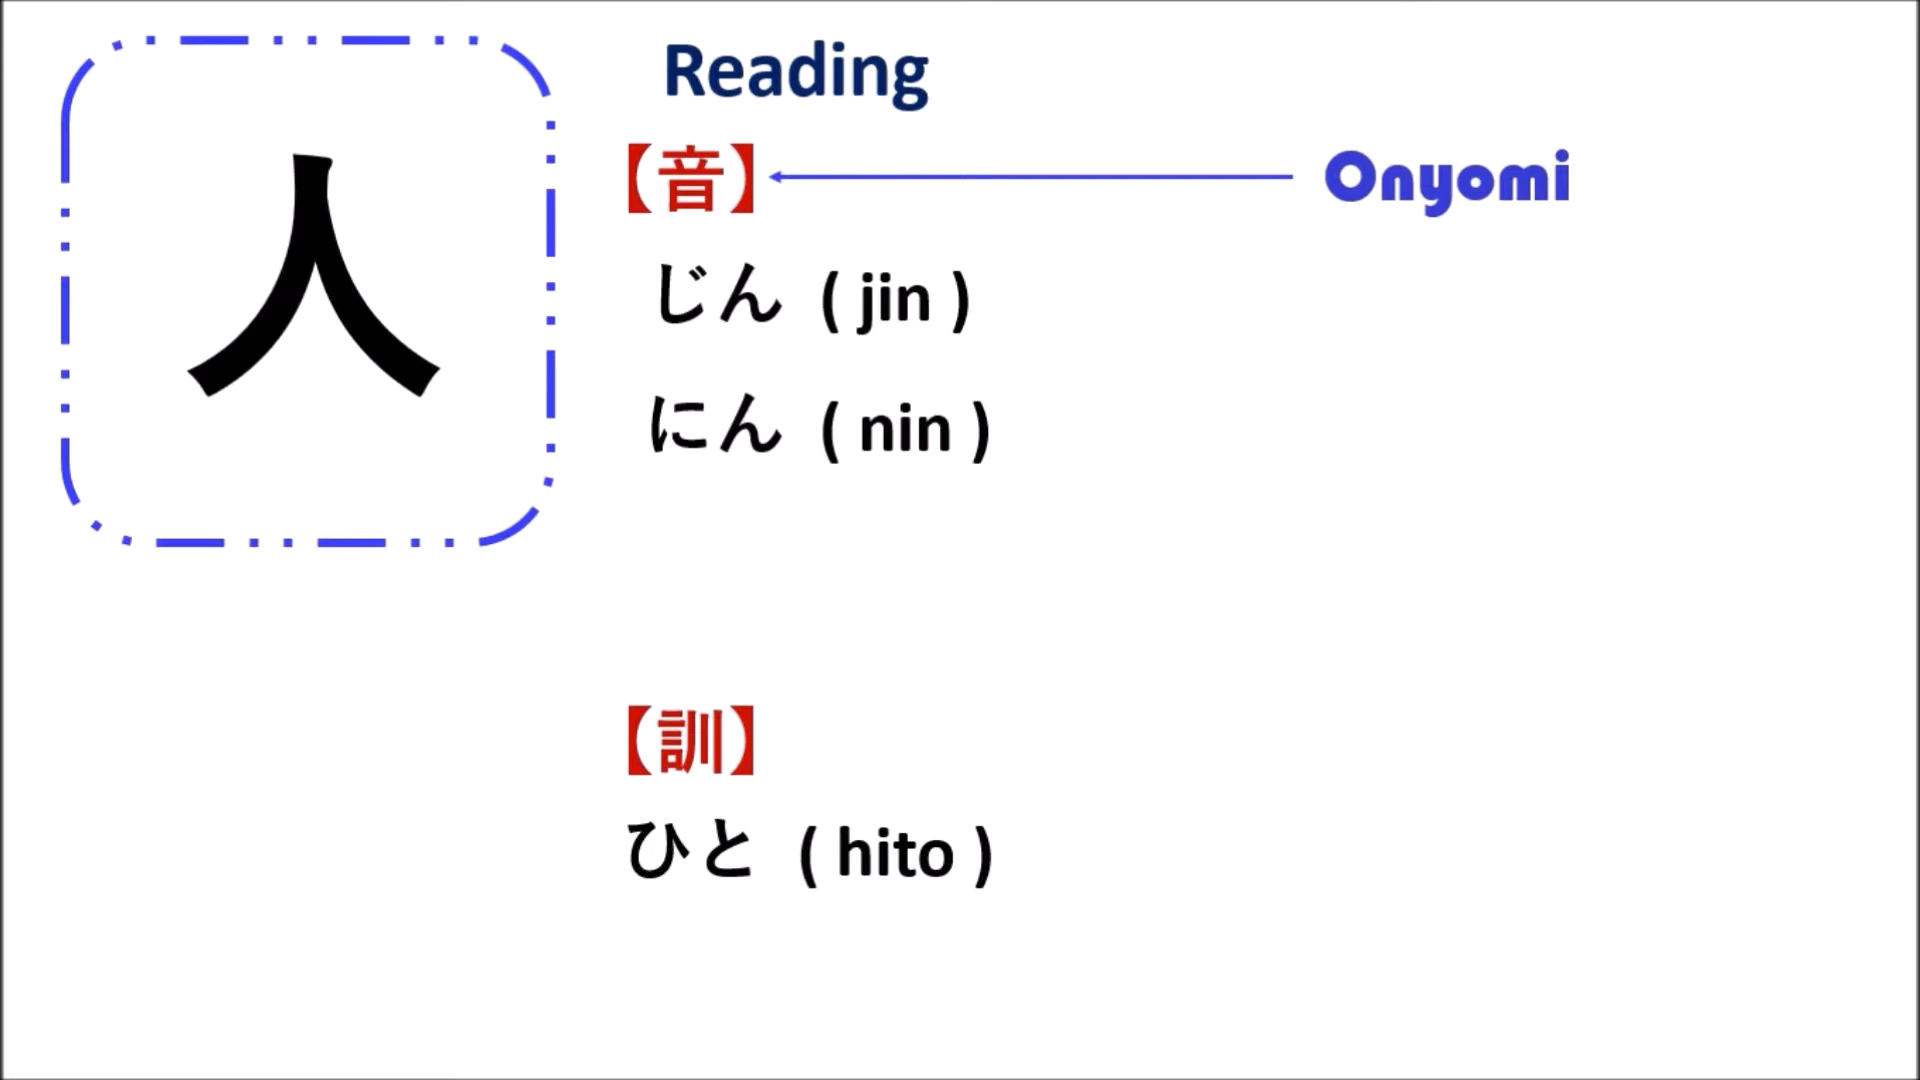 人
Reading
【音】 Onyomi
じん ( jin )
にん ( nin )
【訓】
ひと ( hito )